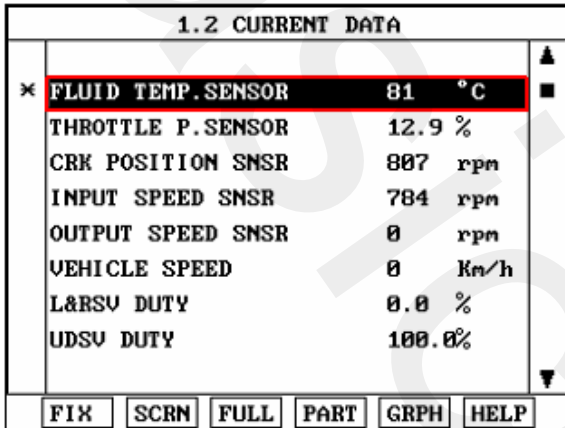 1.2 CURRENT DATA
× FLUID TEMP.SENSOR 81 °C
THROTTLE P.SENSOR 12.9 %
CRK POSITION SNSR 807 rpm
INPUT SPEED SNSR 784 rpm
OUTPUT SPEED SNSR 0 rpm
VEHICLE SPEED 0 Km/h
L&RSV DUTY 0.0 %
UDSV DUTY 100.0%
FIX SCRN FULL PART GRPH HELP